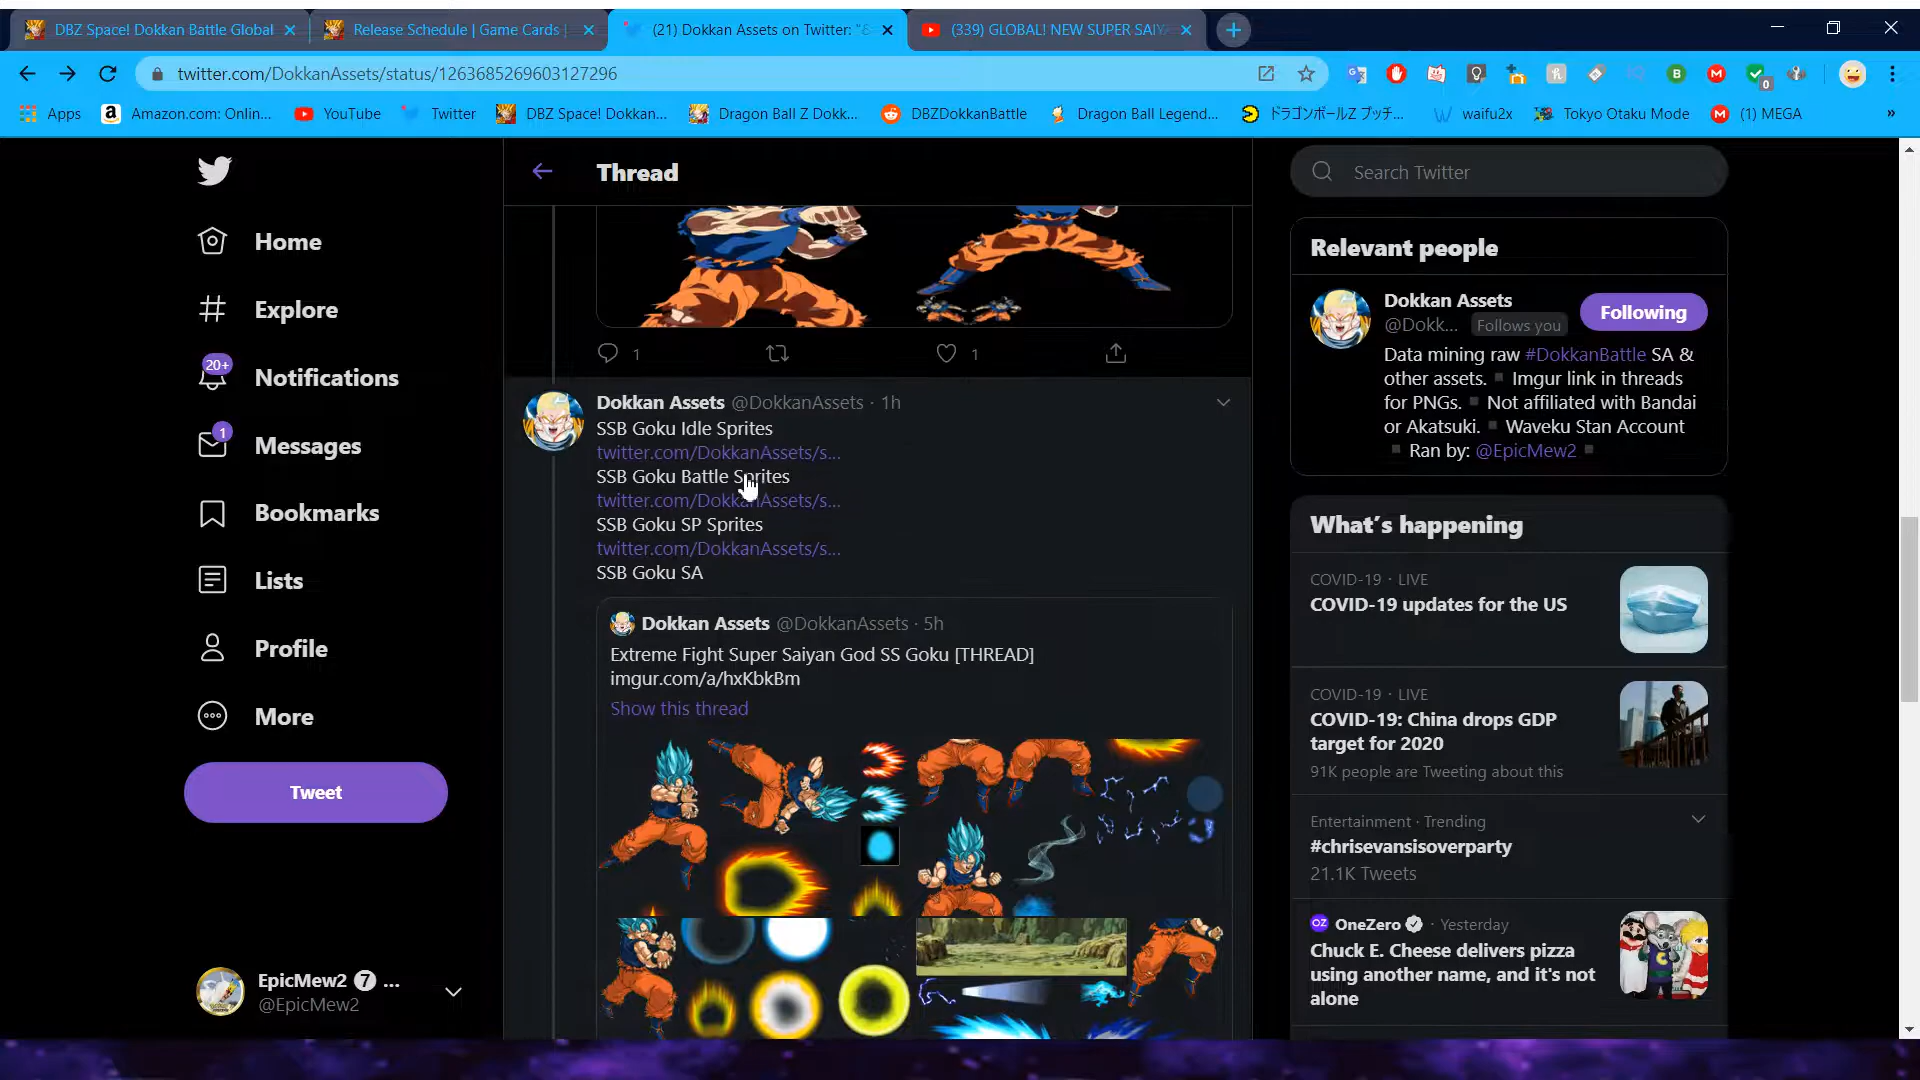 DBZ Space! Dokkan Battle Global
Release Schedule | Game Cards |
(21) Dokkan Assets on Twitter: "&
(339) GLOBAL! NEW SUPER SAIYA
twitter.com/DokkanAssets/status/1263685269603127296
Apps
Amazon.com: Onlin...
YouTube
Twitter
DBZ Space! Dokkan...
Dragon Ball Z Dokk...
DBZDokkanBattle
Dragon Ball Legend...
ドラゴンボールZ ブッチ...
waifu2x
Tokyo Otaku Mode
(1) MEGA
»
Home
Explore
20+
Notifications
1
Messages
Bookmarks
Lists
Profile
More
Tweet
EpicMew2 7 ...
@EpicMew2
Thread
1
1
Dokkan Assets @DokkanAssets · 1h
SSB Goku Idle Sprites
twitter.com/DokkanAssets/s...
SSB Goku Battle Sprites
twitter.com/DokkanAssets/s...
SSB Goku SP Sprites
twitter.com/DokkanAssets/s...
SSB Goku SA
Dokkan Assets @DokkanAssets · 5h
Extreme Fight Super Saiyan God SS Goku [THREAD]
imgur.com/a/hxKbkBm
Show this thread
Search Twitter
Relevant people
Dokkan Assets
@Dokk... Follows you
Following
Data mining raw #DokkanBattle SA &
other assets. ▪ Imgur link in threads
for PNGs. ▪ Not affiliated with Bandai
or Akatsuki. ▪ Waveku Stan Account
▪ Ran by: @EpicMew2 ▪
What's happening
COVID-19 · LIVE
COVID-19 updates for the US
COVID-19 · LIVE
COVID-19: China drops GDP
target for 2020
91K people are Tweeting about this
Entertainment · Trending
#chrisevansisoverparty
21.1K Tweets
OZ OneZero · Yesterday
Chuck E. Cheese delivers pizza
using another name, and it's not
alone